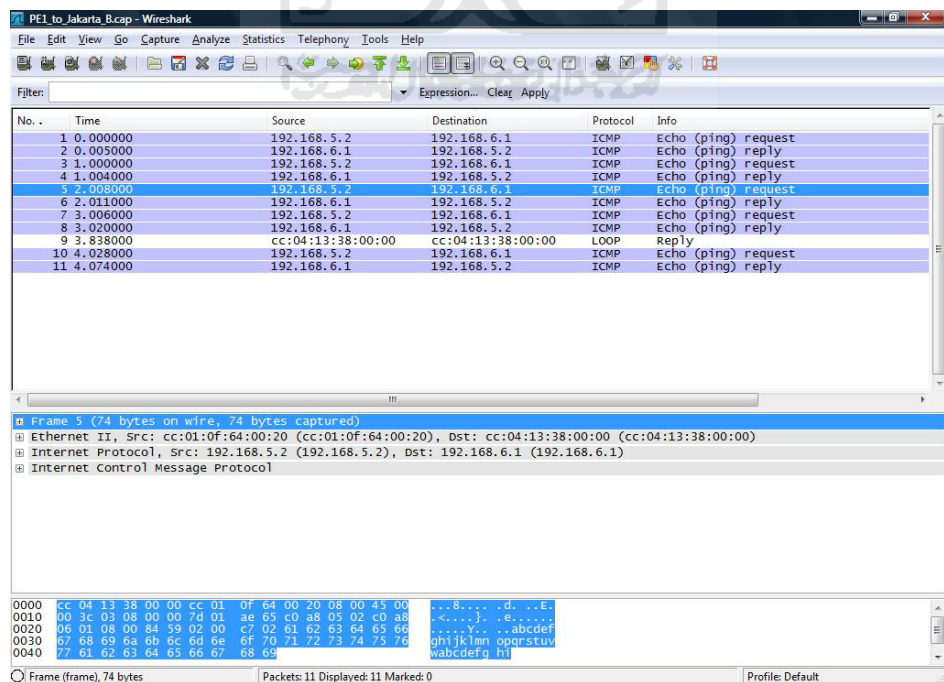 PE1_to_Jakarta_B.cap - Wireshark
File Edit View Go Capture Analyze Statistics Telephony Tools Help
Filter: Expression... Clear Apply
No. . Time Source Destination Protocol Info
1 0.000000 192.168.5.2 192.168.6.1 ICMP Echo (ping) request
2 0.005000 192.168.6.1 192.168.5.2 ICMP Echo (ping) reply
3 1.000000 192.168.5.2 192.168.6.1 ICMP Echo (ping) request
4 1.004000 192.168.6.1 192.168.5.2 ICMP Echo (ping) reply
5 2.008000 192.168.5.2 192.168.6.1 ICMP Echo (ping) request
6 2.011000 192.168.6.1 192.168.5.2 ICMP Echo (ping) reply
7 3.006000 192.168.5.2 192.168.6.1 ICMP Echo (ping) request
8 3.020000 192.168.6.1 192.168.5.2 ICMP Echo (ping) reply
9 3.838000 cc:04:13:38:00:00 cc:04:13:38:00:00 LOOP Reply
10 4.028000 192.168.5.2 192.168.6.1 ICMP Echo (ping) request
11 4.074000 192.168.6.1 192.168.5.2 ICMP Echo (ping) reply
Frame 5 (74 bytes on wire, 74 bytes captured)
Ethernet II, Src: cc:01:0f:64:00:20 (cc:01:0f:64:00:20), Dst: cc:04:13:38:00:00 (cc:04:13:38:00:00)
Internet Protocol, Src: 192.168.5.2 (192.168.5.2), Dst: 192.168.6.1 (192.168.6.1)
Internet Control Message Protocol
0000 cc 04 13 38 00 00 cc 01 0f 64 00 20 08 00 45 00 ...8.... .d. ..E.
0010 00 3c 03 08 00 00 7d 01 ae 65 c0 a8 05 02 c0 a8 .<....}. .e......
0020 06 01 08 00 84 59 02 00 c7 02 61 62 63 64 65 66 .....Y.. ..abcdef
0030 67 68 69 6a 6b 6c 6d 6e 6f 70 71 72 73 74 75 76 ghijklmn opqrstuv
0040 77 61 62 63 64 65 66 67 68 69 wabcdefg hi
Frame (frame), 74 bytes Packets: 11 Displayed: 11 Marked: 0 Profile: Default